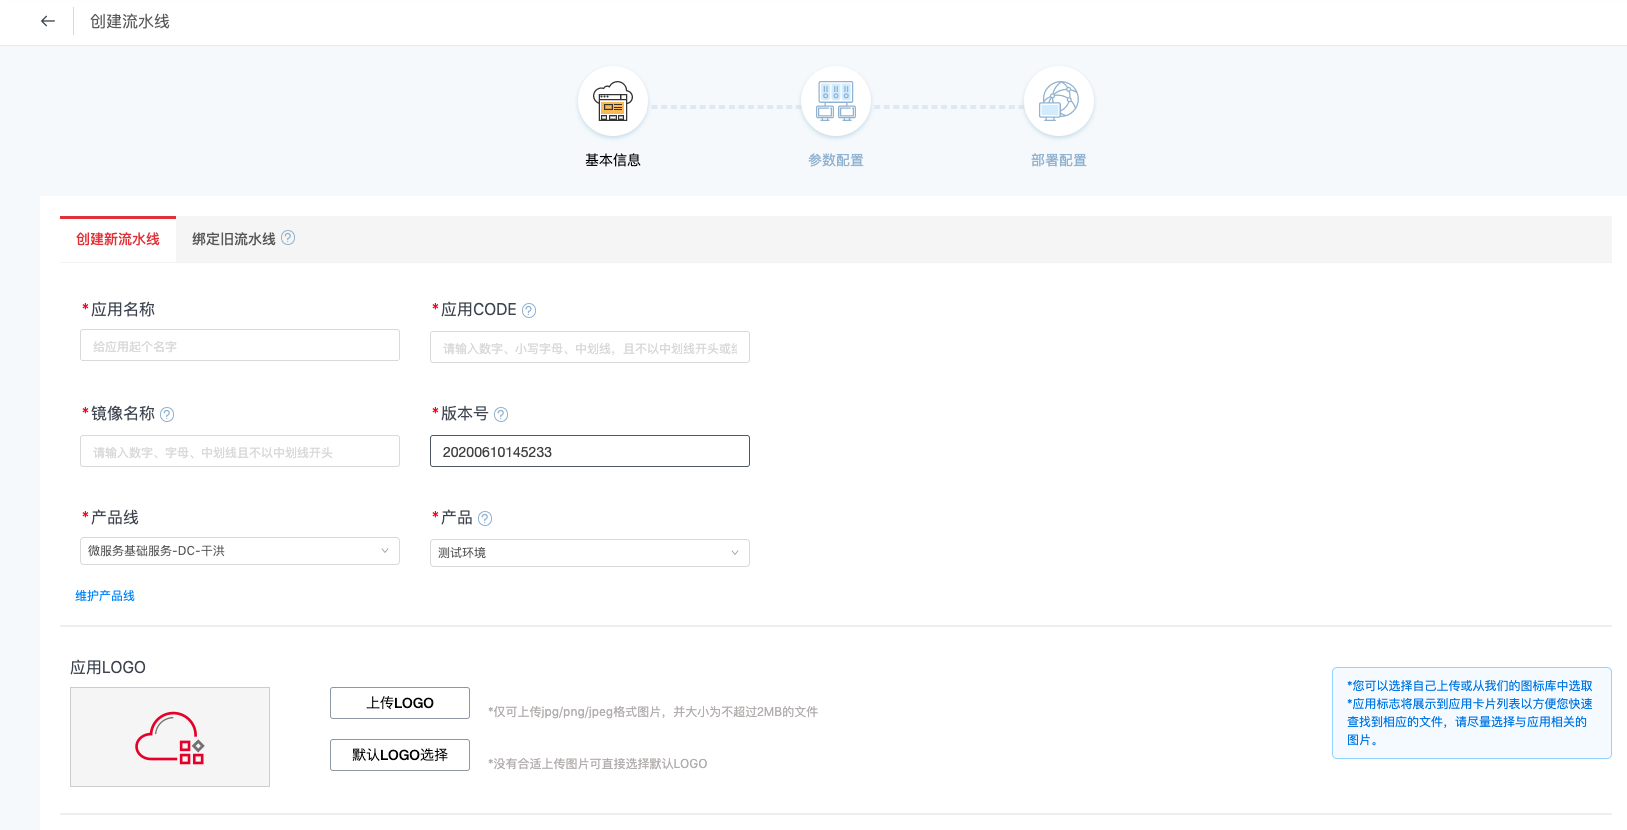 创建流水线
基本信息
参数配置
部署配置
创建新流水线 绑定旧流水线 ?
*应用名称
*应用CODE ?
给应用起个名字
请输入数字、小写字母、中划线，且不以中划线开头或
*镜像名称 ?
*版本号 ?
请输入数字、字母、中划线且不以中划线开头
20200610145233
*产品线
*产品 ?
微服务基础服务-DC-干洪
测试环境
维护产品线
应用LOGO
上传LOGO
*仅可上传jpg/png/jpeg格式图片，并大小为不超过2MB的文件
默认LOGO选择
*没有合适上传图片可直接选择默认LOGO
*您可以选择自己上传或从我们的图标库中选取
*应用标志将展示到应用卡片列表以方便您快速
查找到相应的文件，请尽量选择与应用相关的
图片。